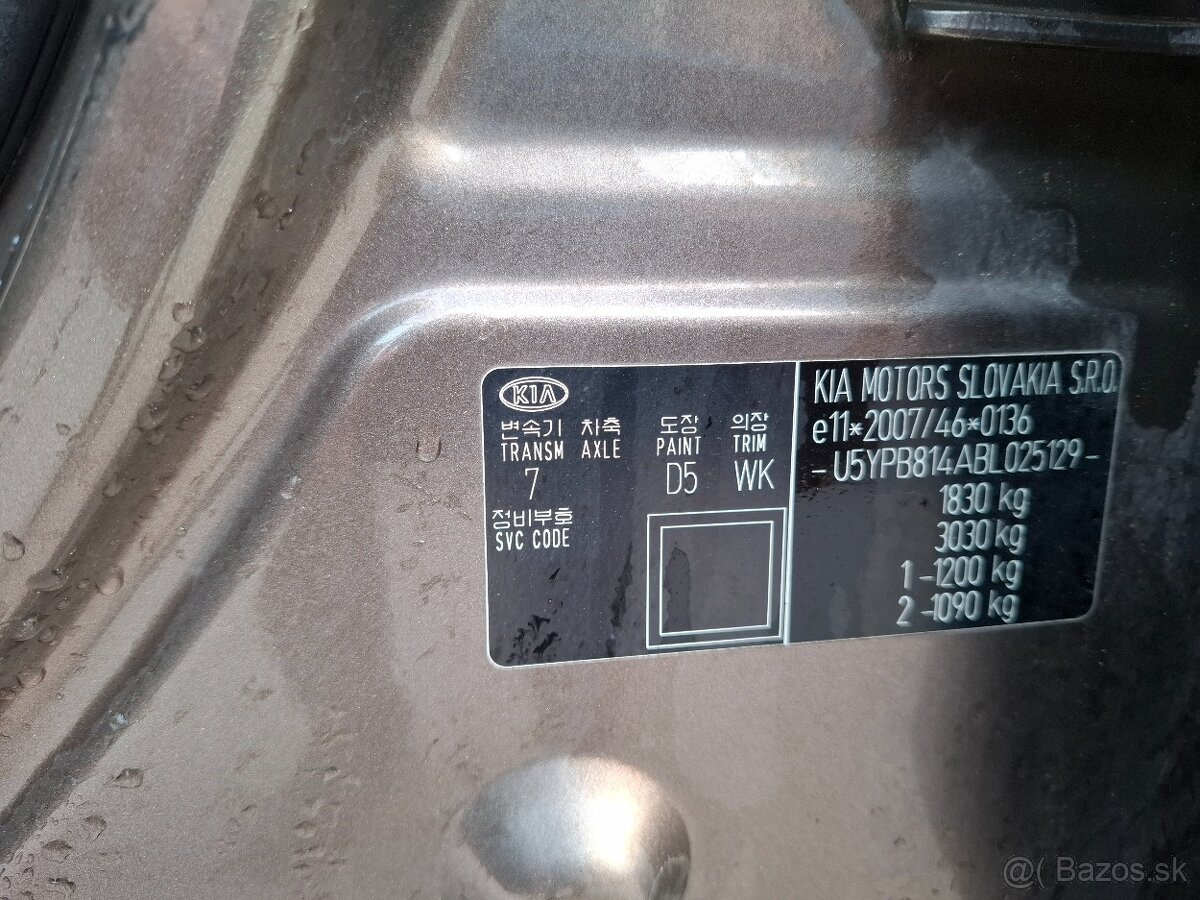 KIA
변속기 차축 도장 의장
TRANSM AXLE PAINT TRIM
7 D5 WK
정비부호
SVC CODE
KIA MOTORS SLOVAKIA S.R.O.
e11*2007/46*0136
- U5YPB814ABL025129 -
1830 kg
3030 kg
1 -1200 kg
2 -1090 kg
@( Bazos.sk